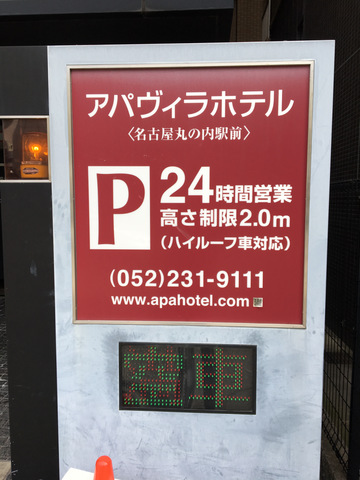 アパヴィラホテル
〈名古屋丸の内駅前〉
P
24時間営業
高さ制限2.0m
(ハイルーフ車対応)
(052)231-9111
www.apahotel.com